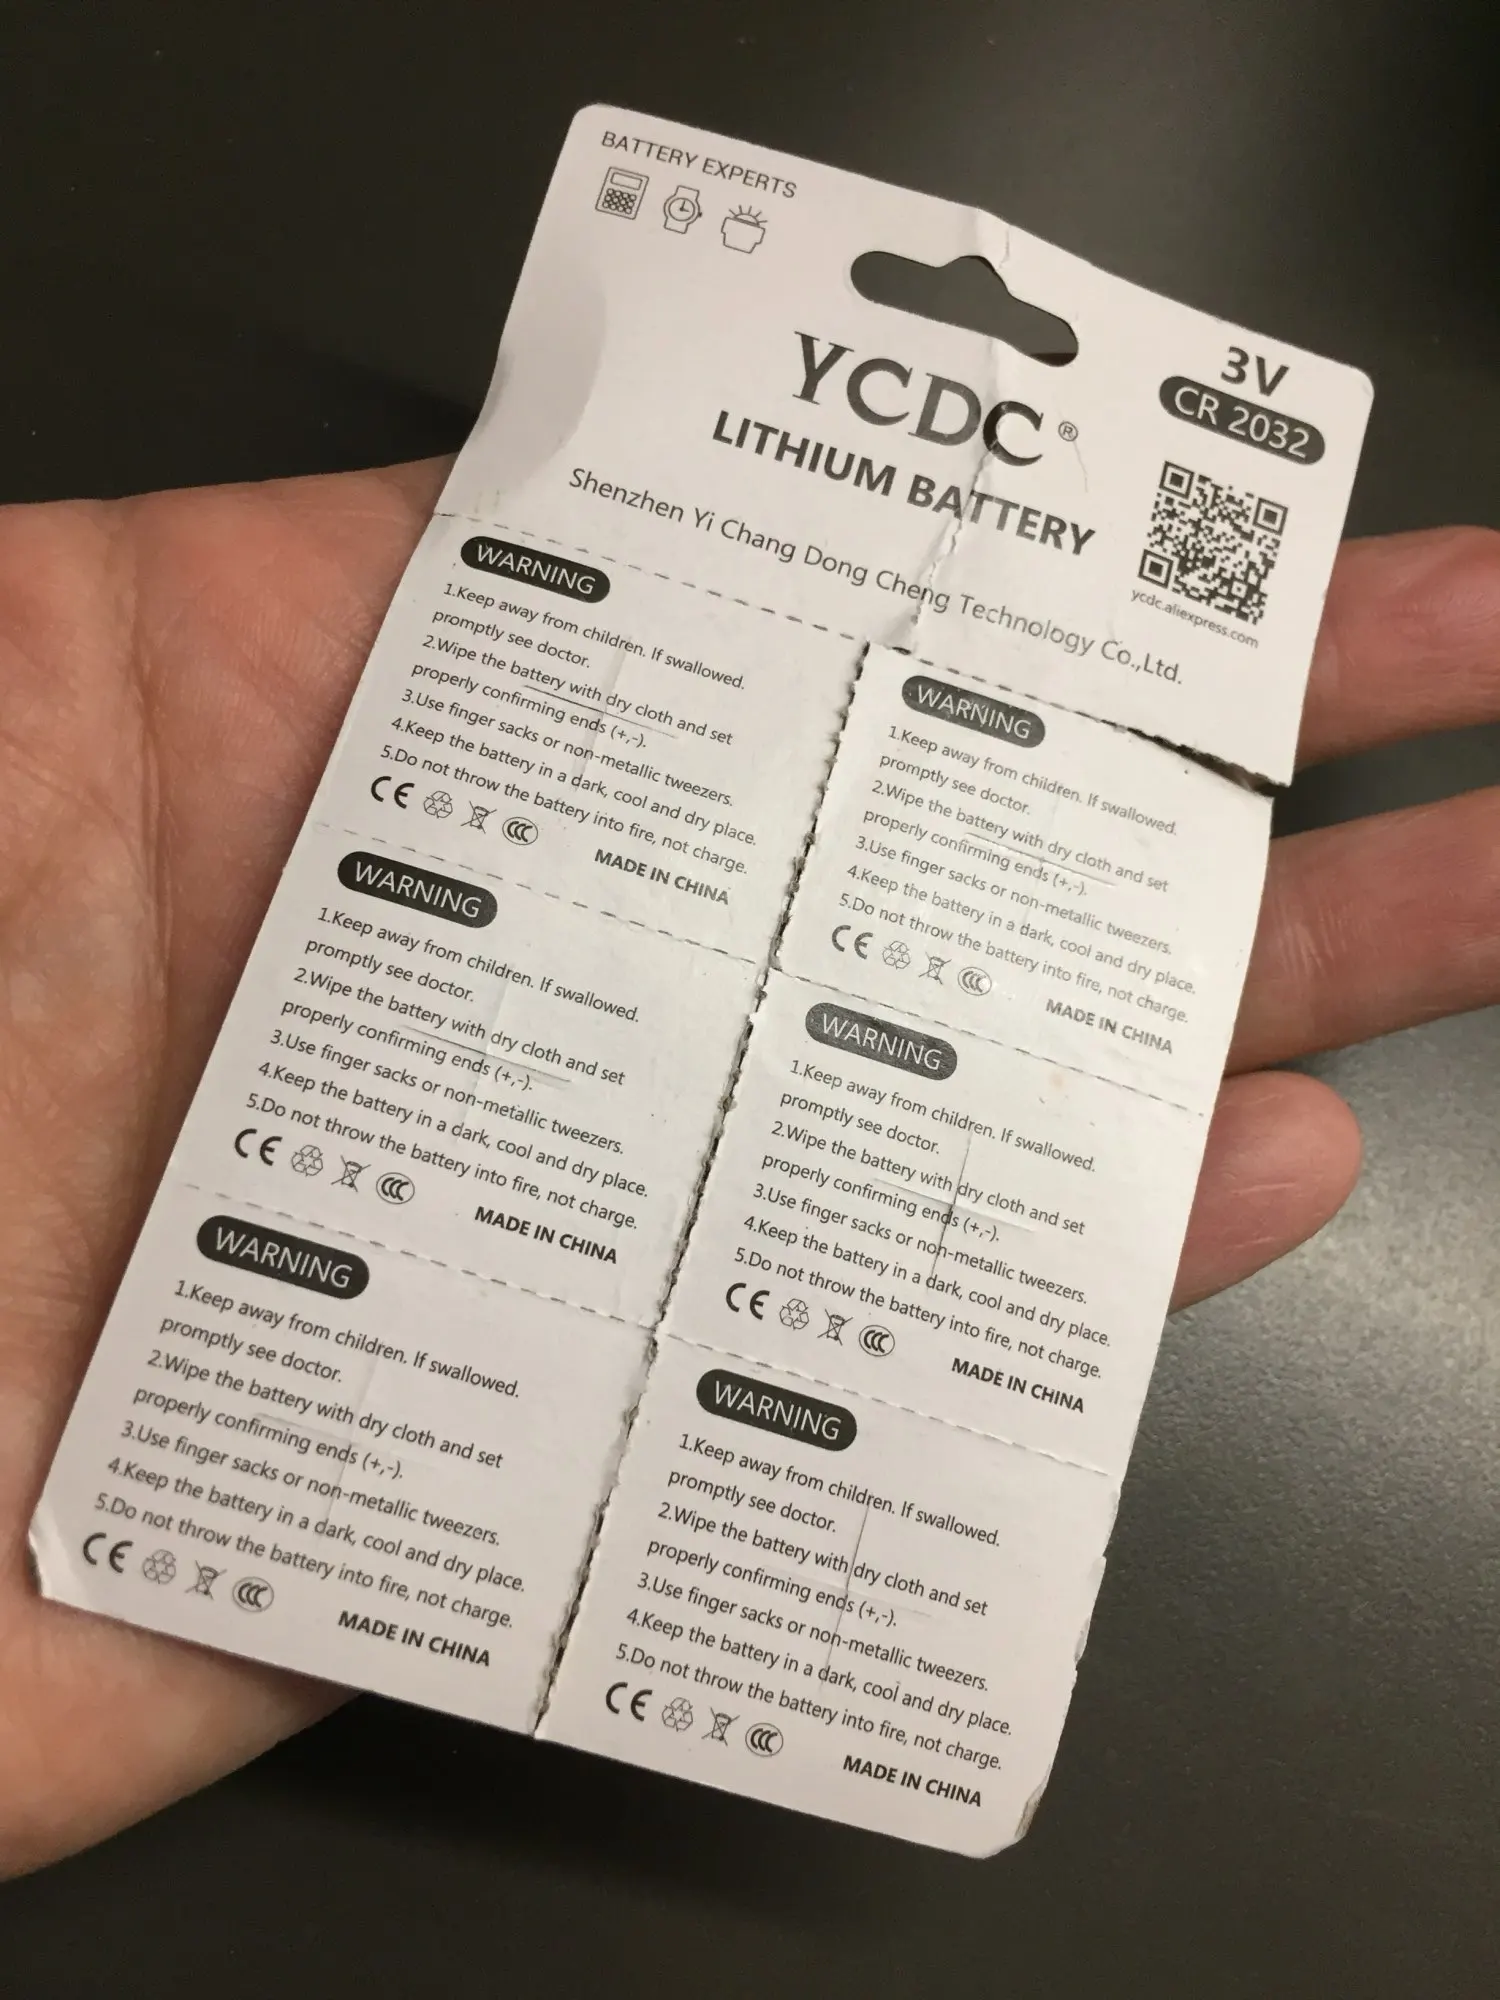 BATTERY EXPERTS
3V
CR 2032
YCDC®
LITHIUM BATTERY
Shenzhen Yi Chang Dong Cheng Technology Co.,Ltd.
ycdc.aliexpress.com
WARNING
1.Keep away from children. If swallowed.
promptly see doctor.
2.Wipe the battery with dry cloth and set
properly confirming ends (+,-).
3.Use finger sacks or non-metallic tweezers.
4.Keep the battery in a dark, cool and dry place.
5.Do not throw the battery into fire, not charge.
CE
CCC
MADE IN CHINA
WARNING
1.Keep away from children. If swallowed.
promptly see doctor.
2.Wipe the battery with dry cloth and set
properly confirming ends (+,-).
3.Use finger sacks or non-metallic tweezers.
4.Keep the battery in a dark, cool and dry place.
5.Do not throw the battery into fire, not charge.
CE
CCC
MADE IN CHINA
WARNING
1.Keep away from children. If swallowed.
promptly see doctor.
2.Wipe the battery with dry cloth and set
properly confirming ends (+,-).
3.Use finger sacks or non-metallic tweezers.
4.Keep the battery in a dark, cool and dry place.
5.Do not throw the battery into fire, not charge.
CE
CCC
MADE IN CHINA
WARNING
1.Keep away from children. If swallowed.
promptly see doctor.
2.Wipe the battery with dry cloth and set
properly confirming ends (+,-).
3.Use finger sacks or non-metallic tweezers.
4.Keep the battery in a dark, cool and dry place.
5.Do not throw the battery into fire, not charge.
CE
CCC
MADE IN CHINA
WARNING
1.Keep away from children. If swallowed.
promptly see doctor.
2.Wipe the battery with dry cloth and set
properly confirming ends (+,-).
3.Use finger sacks or non-metallic tweezers.
4.Keep the battery in a dark, cool and dry place.
5.Do not throw the battery into fire, not charge.
CE
CCC
MADE IN CHINA
WARNING
1.Keep away from children. If swallowed.
promptly see doctor.
2.Wipe the battery with dry cloth and set
properly confirming ends (+,-).
3.Use finger sacks or non-metallic tweezers.
4.Keep the battery in a dark, cool and dry place.
5.Do not throw the battery into fire, not charge.
CE
CCC
MADE IN CHINA